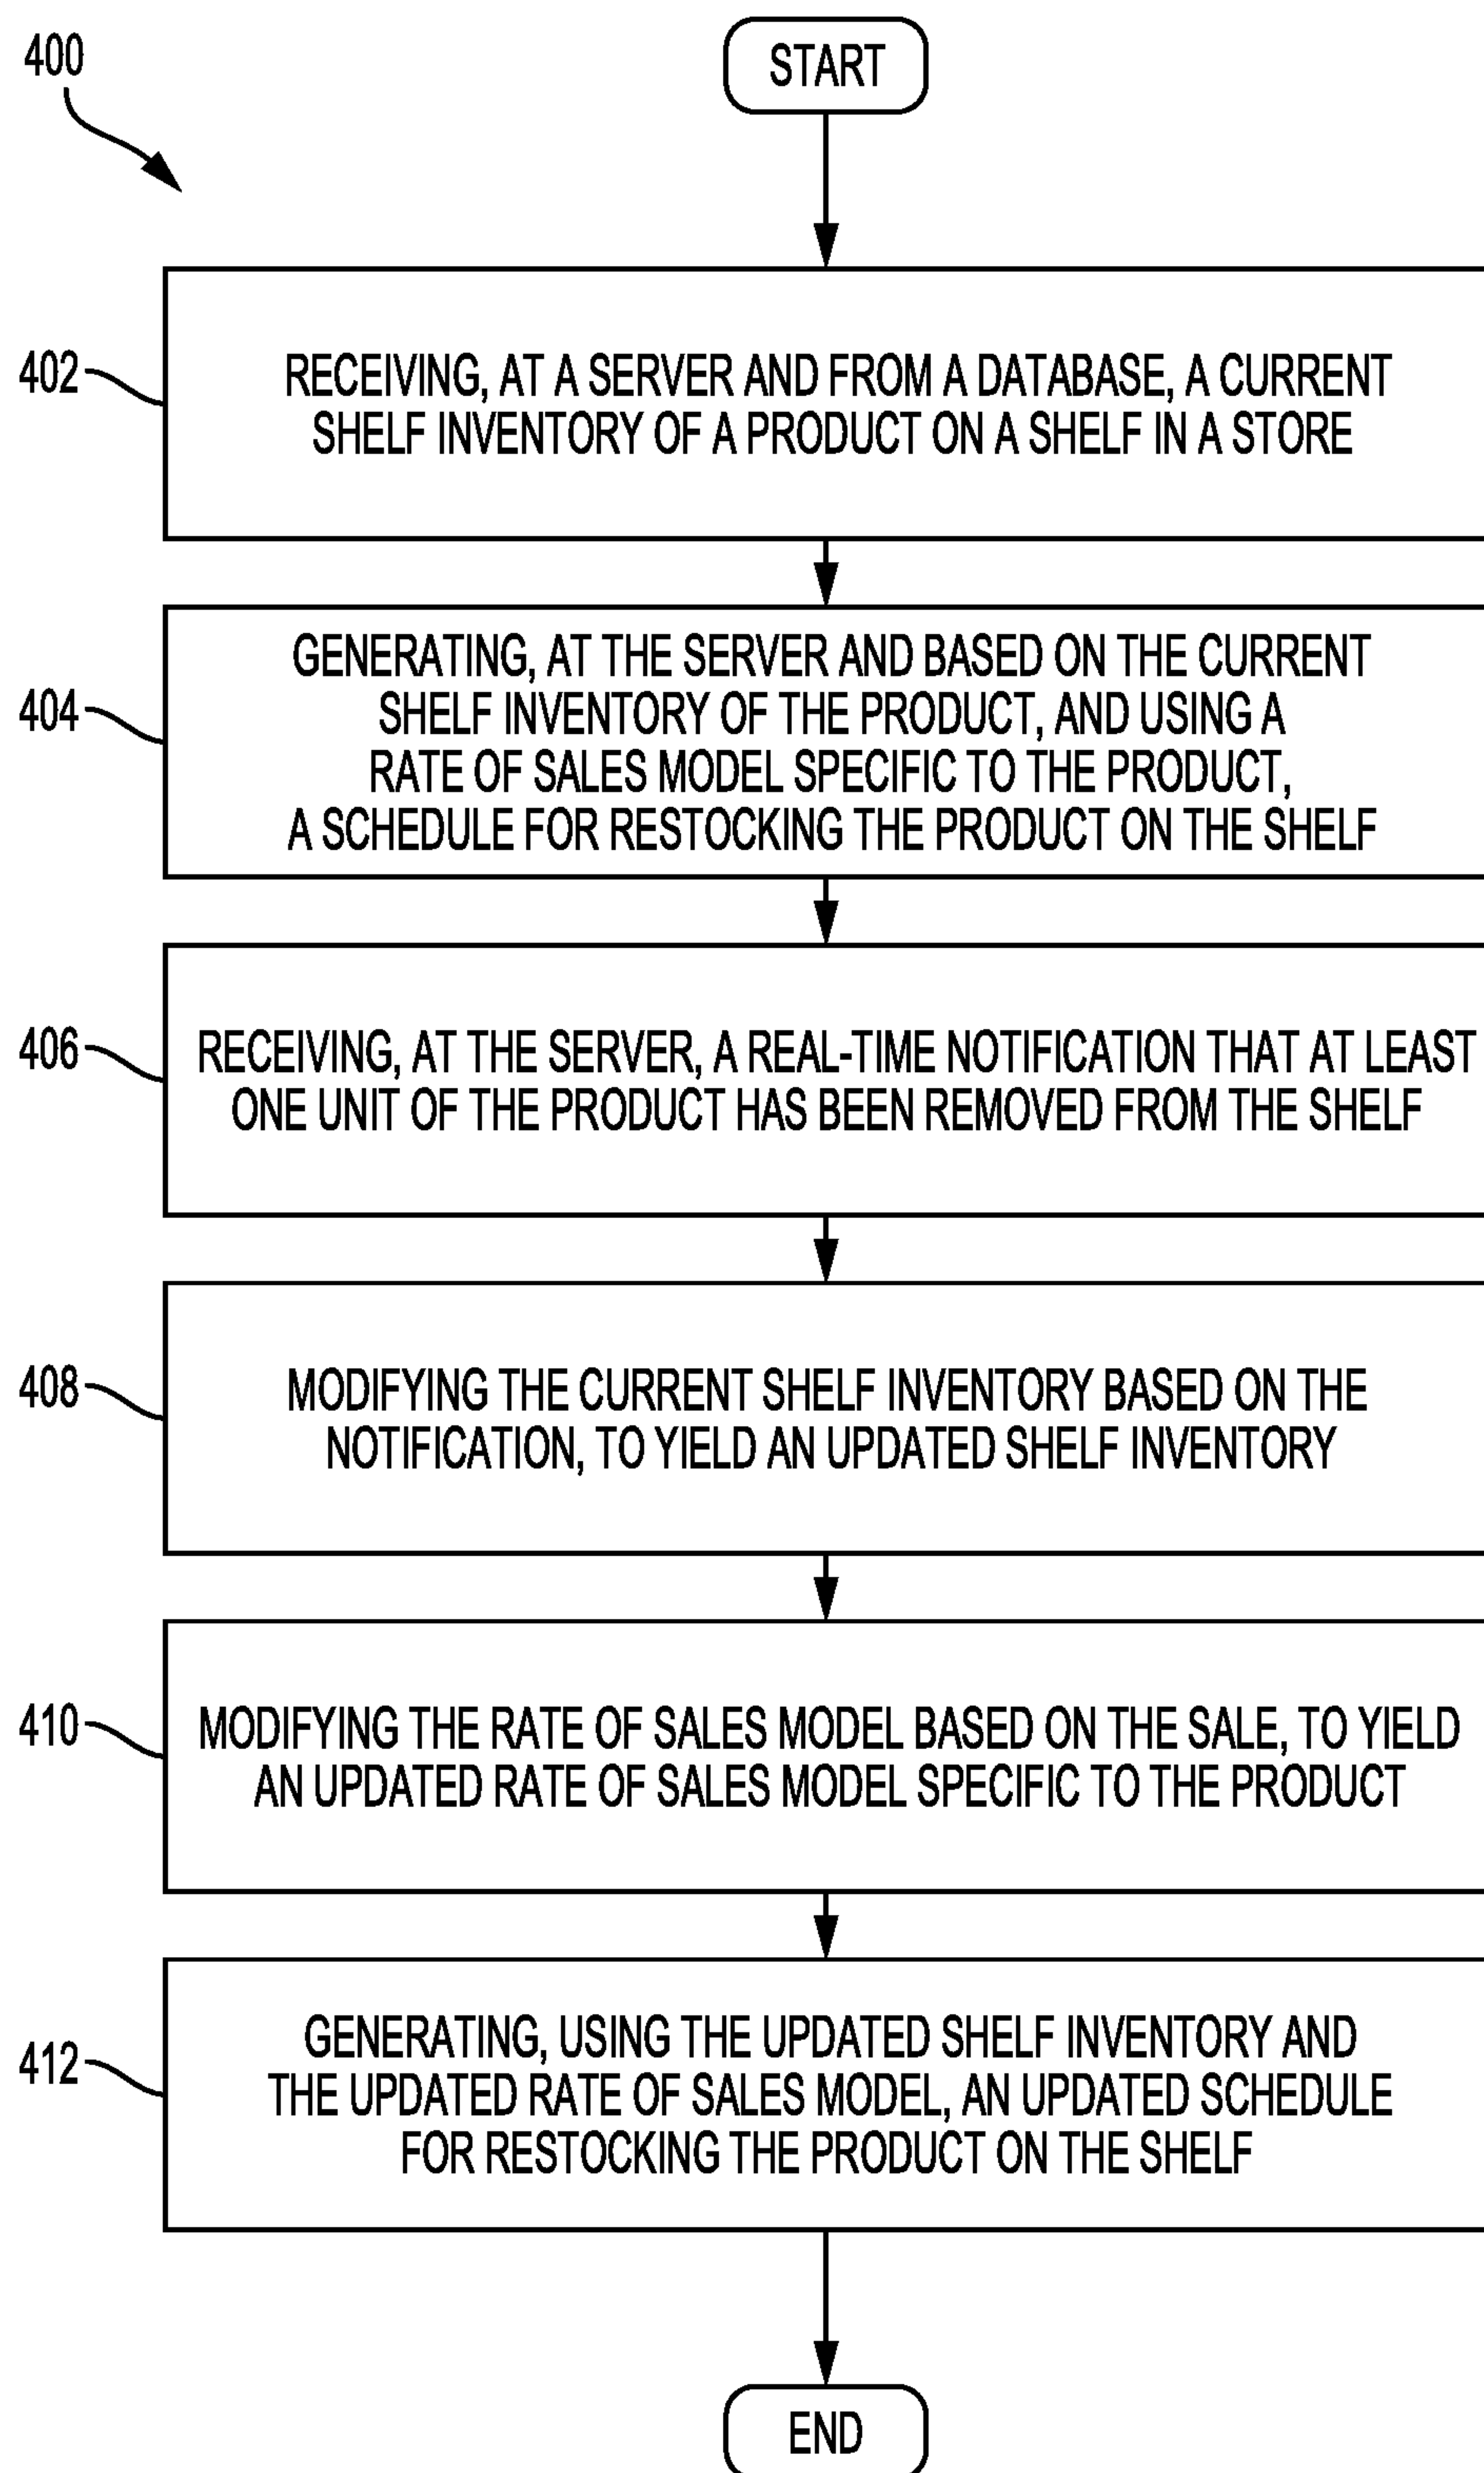 400
START
402
RECEIVING, AT A SERVER AND FROM A DATABASE, A CURRENT
SHELF INVENTORY OF A PRODUCT ON A SHELF IN A STORE
404
GENERATING, AT THE SERVER AND BASED ON THE CURRENT
SHELF INVENTORY OF THE PRODUCT, AND USING A
RATE OF SALES MODEL SPECIFIC TO THE PRODUCT,
A SCHEDULE FOR RESTOCKING THE PRODUCT ON THE SHELF
406
RECEIVING, AT THE SERVER, A REAL-TIME NOTIFICATION THAT AT LEAST
ONE UNIT OF THE PRODUCT HAS BEEN REMOVED FROM THE SHELF
408
MODIFYING THE CURRENT SHELF INVENTORY BASED ON THE
NOTIFICATION, TO YIELD AN UPDATED SHELF INVENTORY
410
MODIFYING THE RATE OF SALES MODEL BASED ON THE SALE, TO YIELD
AN UPDATED RATE OF SALES MODEL SPECIFIC TO THE PRODUCT
412
GENERATING, USING THE UPDATED SHELF INVENTORY AND
THE UPDATED RATE OF SALES MODEL, AN UPDATED SCHEDULE
FOR RESTOCKING THE PRODUCT ON THE SHELF
END